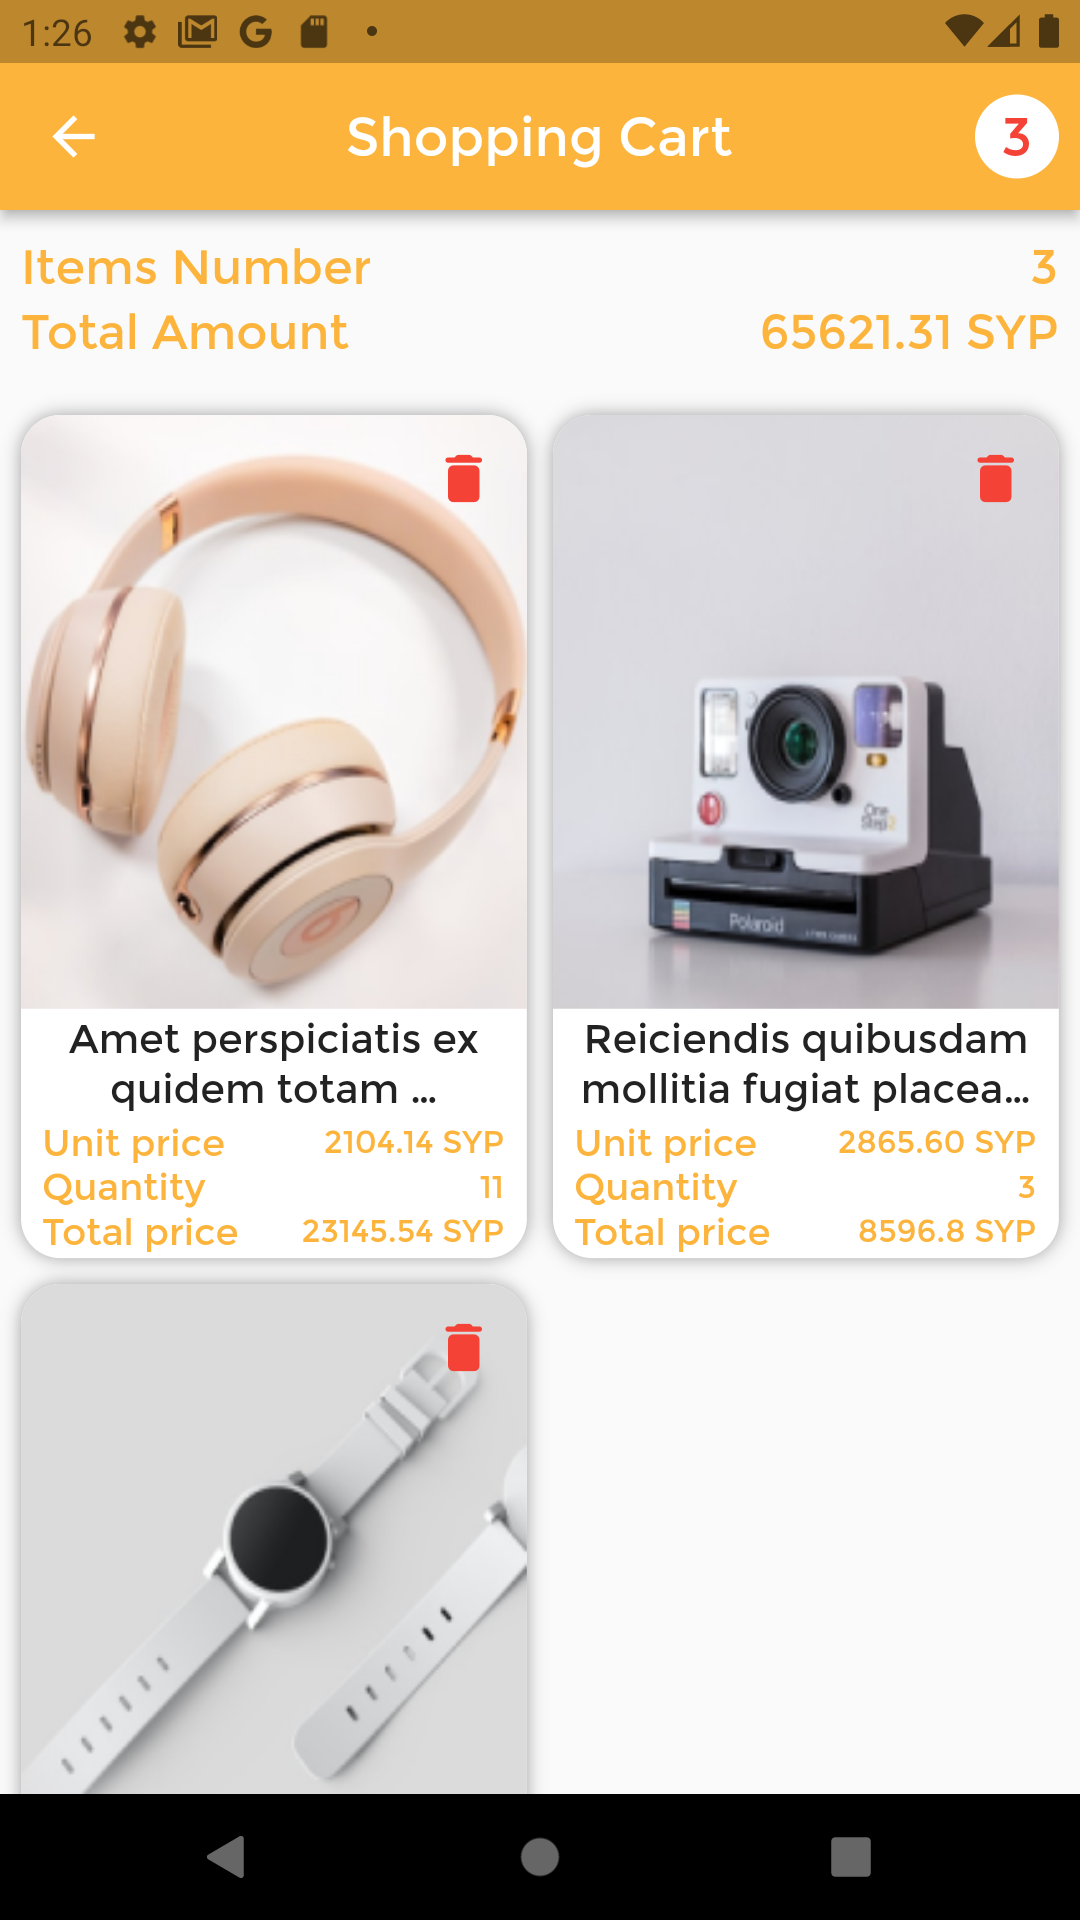 1:26
Shopping Cart
3
Items Number 3
Total Amount 65621.31 SYP
One
Step2
Polaroid
Amet perspiciatis ex
quidem totam ...
Unit price 2104.14 SYP
Quantity 11
Total price 23145.54 SYP
Reiciendis quibusdam
mollitia fugiat placea...
Unit price 2865.60 SYP
Quantity 3
Total price 8596.8 SYP